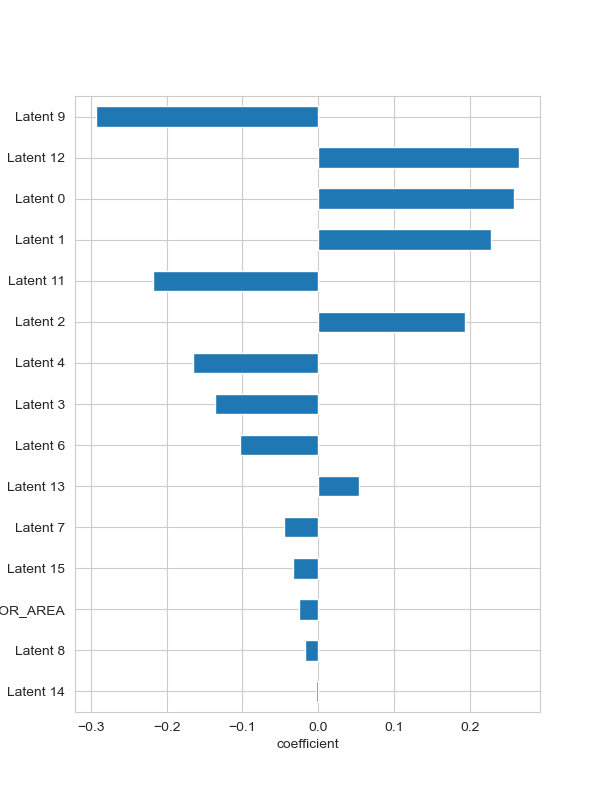 Latent 9
Latent 12
Latent 0
Latent 1
Latent 11
Latent 2
Latent 4
Latent 3
Latent 6
Latent 13
Latent 7
Latent 15
OR_AREA
Latent 8
Latent 14
−0.3 −0.2 −0.1 0.0 0.1 0.2
coefficient